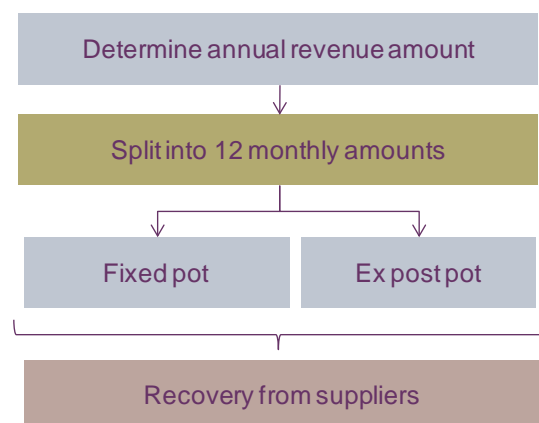 Determine annual revenue amount
Split into 12 monthly amounts
Fixed pot
Ex post pot
Recovery from suppliers